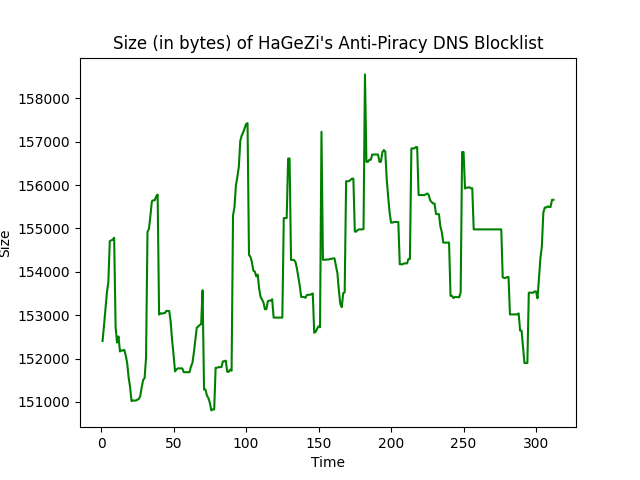 Size (in bytes) of HaGeZi's Anti-Piracy DNS Blocklist
158000
157000
156000
155000
154000
153000
152000
151000
Size
0 50 100 150 200 250 300
Time